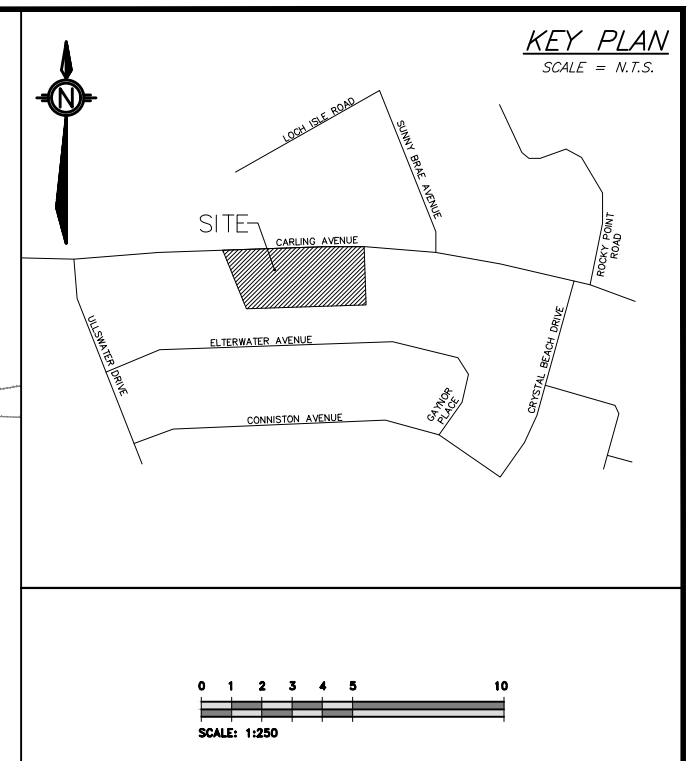 KEY PLAN
SCALE = N.T.S.
N
LOCH ISLE ROAD
SUNNY BRAE AVENUE
ROCKY POINT
ROAD
SITE
CARLING AVENUE
ULLSWATER DRIVE
ELTERWATER AVENUE
CRYSTAL BEACH DRIVE
GAYNOR
PLACE
CONNISTON AVENUE
0 1 2 3 4 5 10
SCALE: 1:250